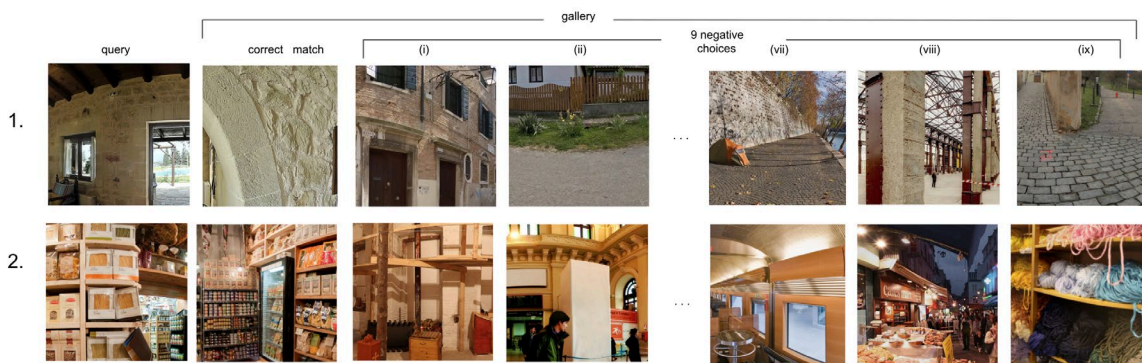 gallery
query
correct match
(i)
(ii)
9 negative
choices
(vii)
(viii)
(ix)
1.
...
2.
...